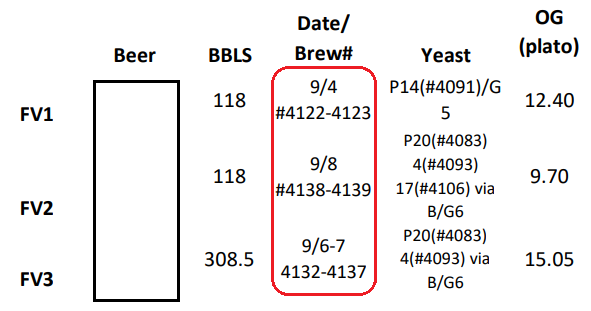 Beer BBLS Date/ Brew# Yeast OG (plato)
FV1 118 9/4 P14(#4091)/G 12.40
#4122-4123 5
FV2 118 9/8 P20(#4083) 9.70
#4138-4139 4(#4093)
17(#4106) via
B/G6
FV3 308.5 9/6-7 P20(#4083) 15.05
4132-4137 4(#4093) via
B/G6